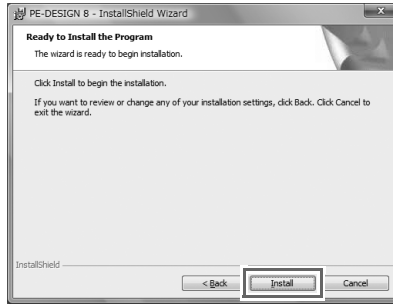 PE-DESIGN 8 - InstallShield Wizard
Ready to Install the Program
The wizard is ready to begin installation.
Click Install to begin the installation.
If you want to review or change any of your installation settings, click Back. Click Cancel to
exit the wizard.
InstallShield
< Back
Install
Cancel